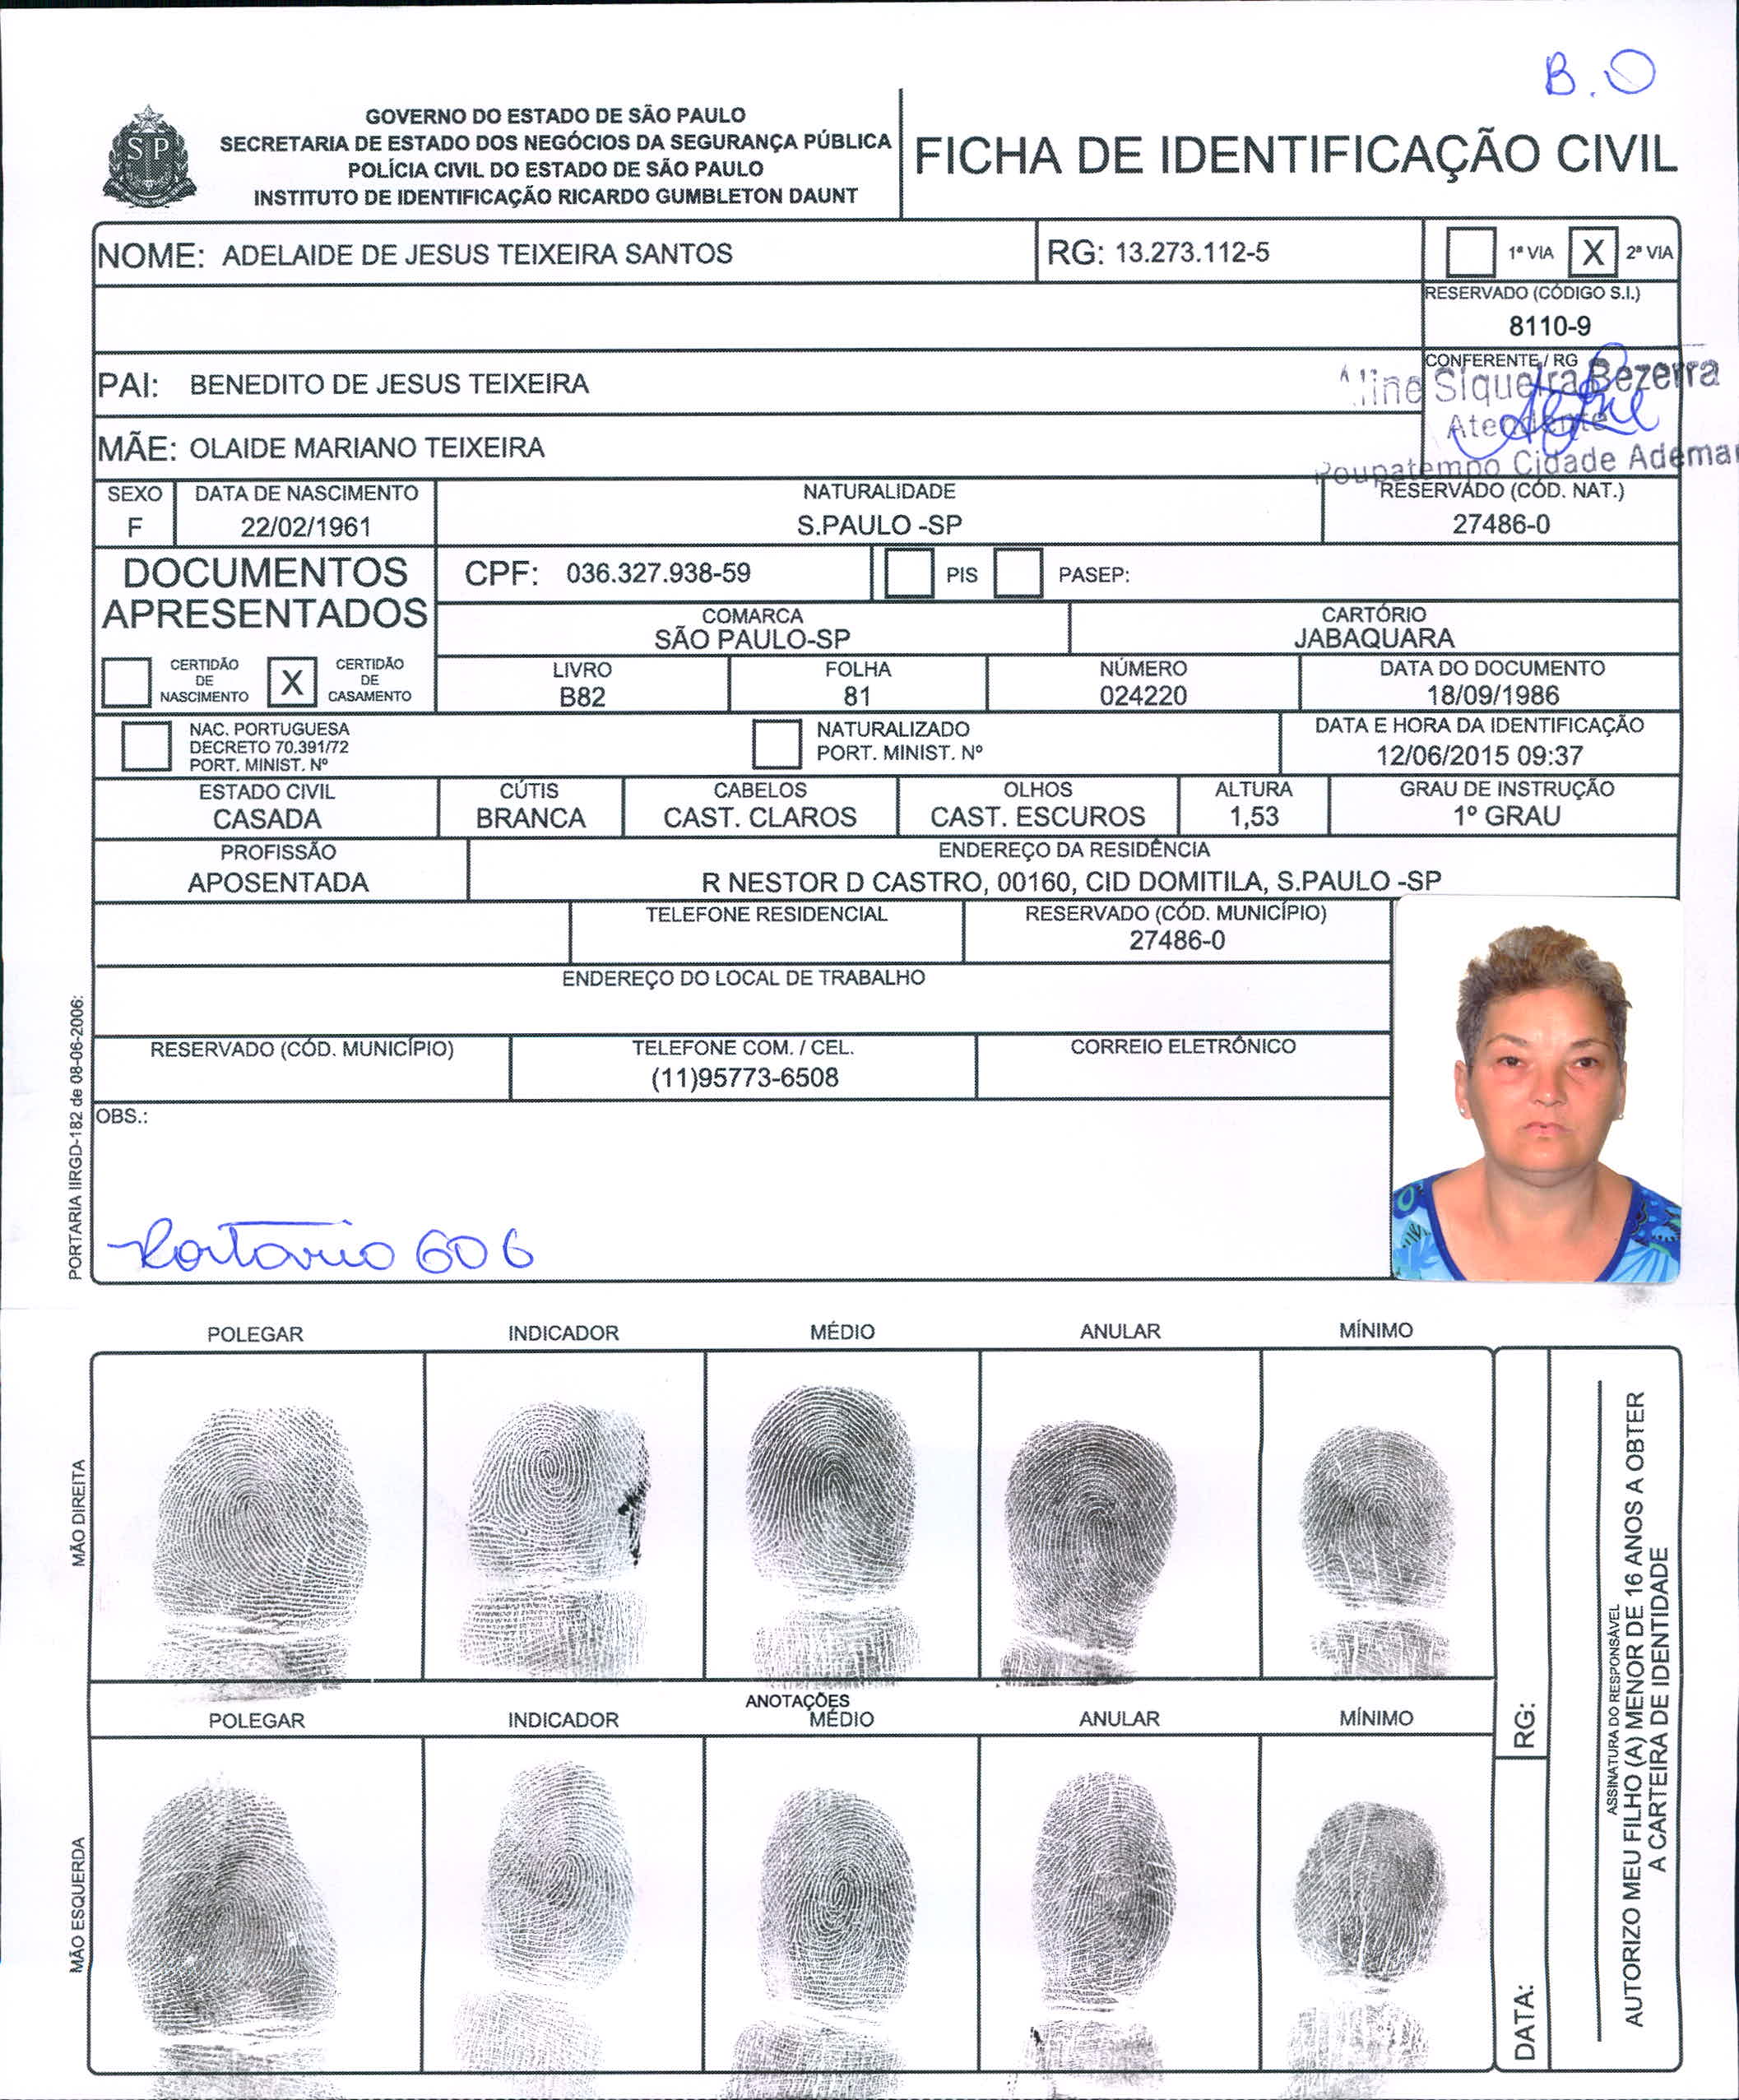 B.O
GOVERNO DO ESTADO DE SÃO PAULO
SECRETARIA DE ESTADO DOS NEGÓCIOS DA SEGURANÇA PÚBLICA
POLÍCIA CIVIL DO ESTADO DE SÃO PAULO
INSTITUTO DE IDENTIFICAÇÃO RICARDO GUMBLETON DAUNT
SP
FICHA DE IDENTIFICAÇÃO CIVIL
NOME: ADELAIDE DE JESUS TEIXEIRA SANTOS
RG: 13.273.112-5
1ª VIA X 2ª VIA
RESERVADO (CÓDIGO S.I.)
8110-9
PAI: BENEDITO DE JESUS TEIXEIRA
CONFERENTE / RG
Aline Siqueira Bezerra
Atendente
Poupatempo Cidade Ademar
MÃE: OLAIDE MARIANO TEIXEIRA
SEXO
F
DATA DE NASCIMENTO
22/02/1961
NATURALIDADE
S.PAULO -SP
RESERVADO (CÓD. NAT.)
27486-0
DOCUMENTOS
APRESENTADOS
CPF: 036.327.938-59
PIS
PASEP:
COMARCA
SÃO PAULO-SP
CARTÓRIO
JABAQUARA
CERTIDÃO
DE
NASCIMENTO
X
CERTIDÃO
DE
CASAMENTO
LIVRO
B82
FOLHA
81
NÚMERO
024220
DATA DO DOCUMENTO
18/09/1986
NAC. PORTUGUESA
DECRETO 70.391/72
PORT. MINIST. Nº
NATURALIZADO
PORT. MINIST. Nº
DATA E HORA DA IDENTIFICAÇÃO
12/06/2015 09:37
ESTADO CIVIL
CASADA
CÚTIS
BRANCA
CABELOS
CAST. CLAROS
OLHOS
CAST. ESCUROS
ALTURA
1,53
GRAU DE INSTRUÇÃO
1º GRAU
PROFISSÃO
APOSENTADA
ENDEREÇO DA RESIDÊNCIA
R NESTOR D CASTRO, 00160, CID DOMITILA, S.PAULO -SP
TELEFONE RESIDENCIAL
RESERVADO (CÓD. MUNICÍPIO)
27486-0
ENDEREÇO DO LOCAL DE TRABALHO
RESERVADO (CÓD. MUNICÍPIO)
TELEFONE COM. / CEL.
(11)95773-6508
CORREIO ELETRÔNICO
OBS.:
606
PORTARIA IIRGD-182 de 08-06-2006:
POLEGAR INDICADOR MÉDIO ANULAR MÍNIMO
MÃO DIREITA
ANOTAÇÕES
POLEGAR INDICADOR MÉDIO ANULAR MÍNIMO
MÃO ESQUERDA
RG:
DATA:
ASSINATURA DO RESPONSÁVEL
AUTORIZO MEU FILHO (A) MENOR DE 16 ANOS A OBTER
A CARTEIRA DE IDENTIDADE